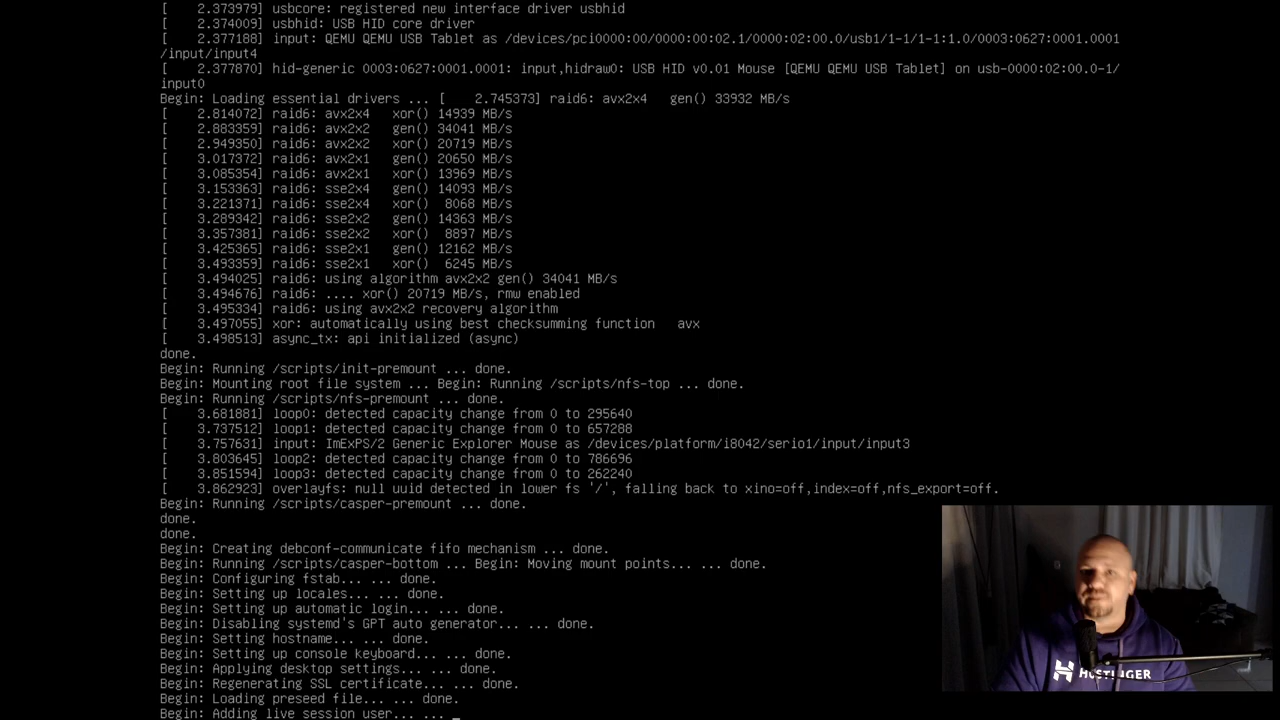 [    2.373979] usbcore: registered new interface driver usbhid
[    2.374009] usbhid: USB HID core driver
[    2.377188] input: QEMU QEMU USB Tablet as /devices/pci0000:00/0000:00:02.1/0000:02:00.0/usb1/1-1/1-1:1.0/0003:0627:0001.0001
/input/input4
[    2.377870] hid-generic 0003:0627:0001.0001: input,hidraw0: USB HID v0.01 Mouse [QEMU QEMU USB Tablet] on usb-0000:02:00.0-1/
input0
Begin: Loading essential drivers ... [    2.745373] raid6: avx2x4   gen() 33932 MB/s
[    2.814072] raid6: avx2x4   xor() 14939 MB/s
[    2.883359] raid6: avx2x2   gen() 34041 MB/s
[    2.949350] raid6: avx2x2   xor() 20719 MB/s
[    3.017372] raid6: avx2x1   gen() 20650 MB/s
[    3.085354] raid6: avx2x1   xor() 13969 MB/s
[    3.153363] raid6: sse2x4   gen() 14093 MB/s
[    3.221371] raid6: sse2x4   xor()  8068 MB/s
[    3.289342] raid6: sse2x2   gen() 14363 MB/s
[    3.357381] raid6: sse2x2   xor()  8897 MB/s
[    3.425365] raid6: sse2x1   gen() 12162 MB/s
[    3.493359] raid6: sse2x1   xor()  6245 MB/s
[    3.494025] raid6: using algorithm avx2x2 gen() 34041 MB/s
[    3.494676] raid6: .... xor() 20719 MB/s, rmw enabled
[    3.495334] raid6: using avx2x2 recovery algorithm
[    3.497055] xor: automatically using best checksumming function   avx
[    3.498513] async_tx: api initialized (async)
done.
Begin: Running /scripts/init-premount ... done.
Begin: Mounting root file system ... Begin: Running /scripts/nfs-top ... done.
Begin: Running /scripts/nfs-premount ... done.
[    3.681881] loop0: detected capacity change from 0 to 295640
[    3.737512] loop1: detected capacity change from 0 to 657288
[    3.757631] input: ImExPS/2 Generic Explorer Mouse as /devices/platform/i8042/serio1/input/input3
[    3.803645] loop2: detected capacity change from 0 to 786696
[    3.851594] loop3: detected capacity change from 0 to 262240
[    3.862923] overlayfs: null uuid detected in lower fs '/', falling back to xino=off,index=off,nfs_export=off.
Begin: Running /scripts/casper-premount ... done.
done.
done.
Begin: Creating debconf-communicate fifo mechanism ... done.
Begin: Running /scripts/casper-bottom ... Begin: Moving mount points... ... done.
Begin: Configuring fstab... ... done.
Begin: Setting up locales... ... done.
Begin: Setting up automatic login... ... done.
Begin: Disabling systemd's GPT auto generator... ... done.
Begin: Setting hostname... ... done.
Begin: Setting up console keyboard... ... done.
Begin: Applying desktop settings... ... done.
Begin: Regenerating SSL certificate... ... done.
Begin: Loading preseed file... ... done.
Begin: Adding live session user... ... _
HOSTINGER